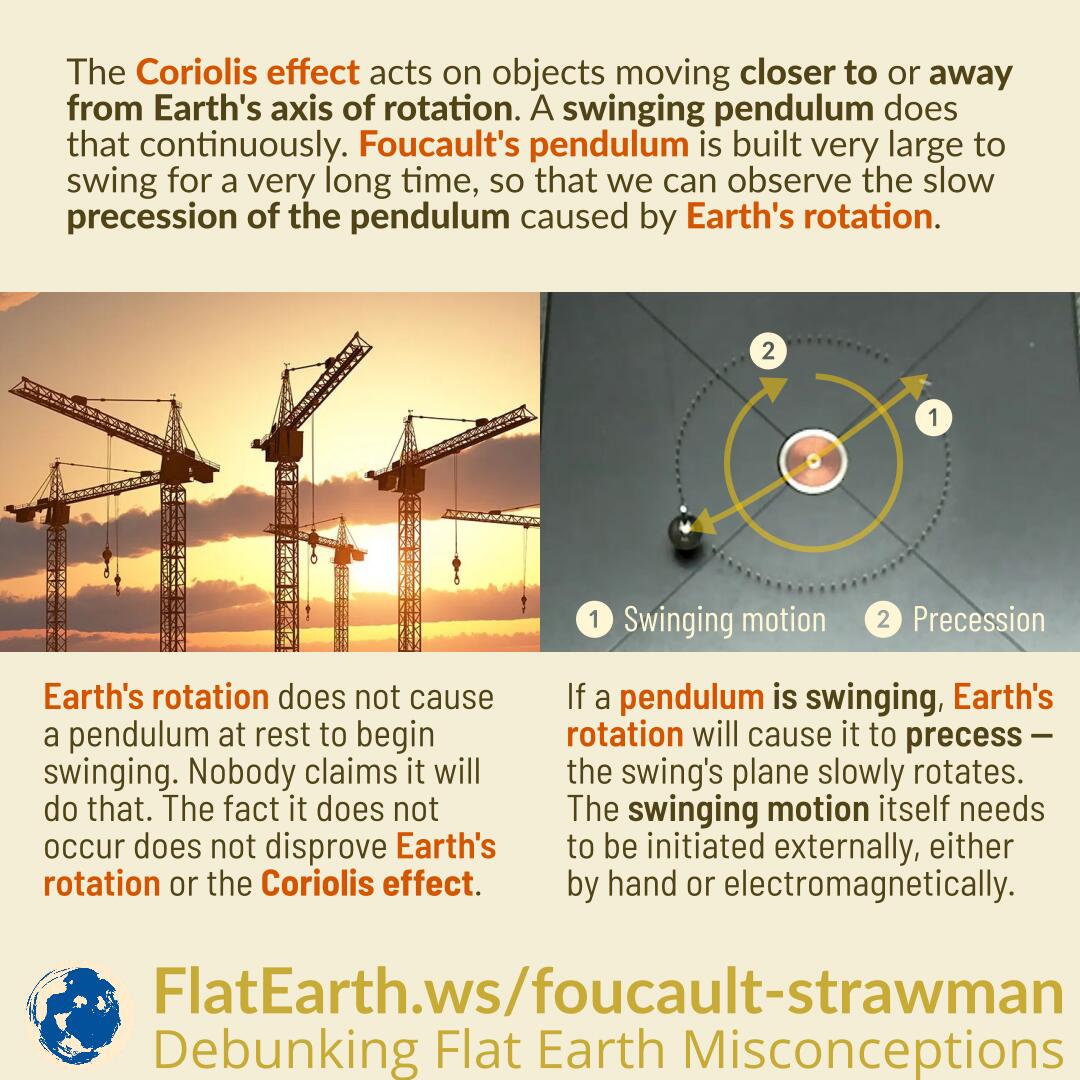 The Coriolis effect acts on objects moving closer to or away
from Earth's axis of rotation. A swinging pendulum does
that continuously. Foucault's pendulum is built very large to
swing for a very long time, so that we can observe the slow
precession of the pendulum caused by Earth's rotation.
2
1
1 Swinging motion 2 Precession
Earth's rotation does not cause
a pendulum at rest to begin
swinging. Nobody claims it will
do that. The fact it does not
occur does not disprove Earth's
rotation or the Coriolis effect.
If a pendulum is swinging, Earth's
rotation will cause it to precess —
the swing's plane slowly rotates.
The swinging motion itself needs
to be initiated externally, either
by hand or electromagnetically.
FlatEarth.ws/foucault-strawman
Debunking Flat Earth Misconceptions